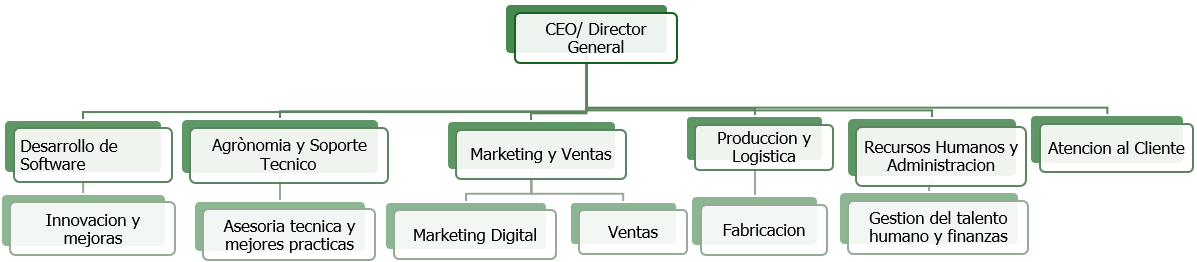 CEO/ Director
General
Desarrollo de
Software
Agrònomia y Soporte
Tecnico
Marketing y Ventas
Produccion y
Logistica
Recursos Humanos y
Administracion
Atencion al Cliente
Innovacion y
mejoras
Asesoria tecnica y
mejores practicas
Marketing Digital
Ventas
Fabricacion
Gestion del talento
humano y finanzas